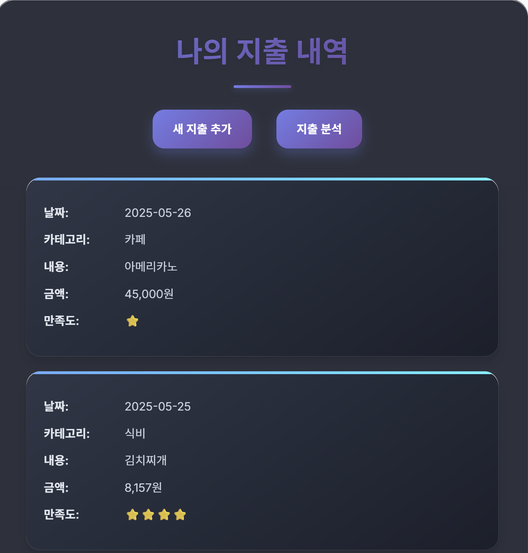 나의 지출 내역
새 지출 추가 지출 분석
날짜: 2025-05-26
카테고리: 카페
내용: 아메리카노
금액: 45,000원
만족도: ⭐
날짜: 2025-05-25
카테고리: 식비
내용: 김치찌개
금액: 8,157원
만족도: ⭐⭐⭐⭐